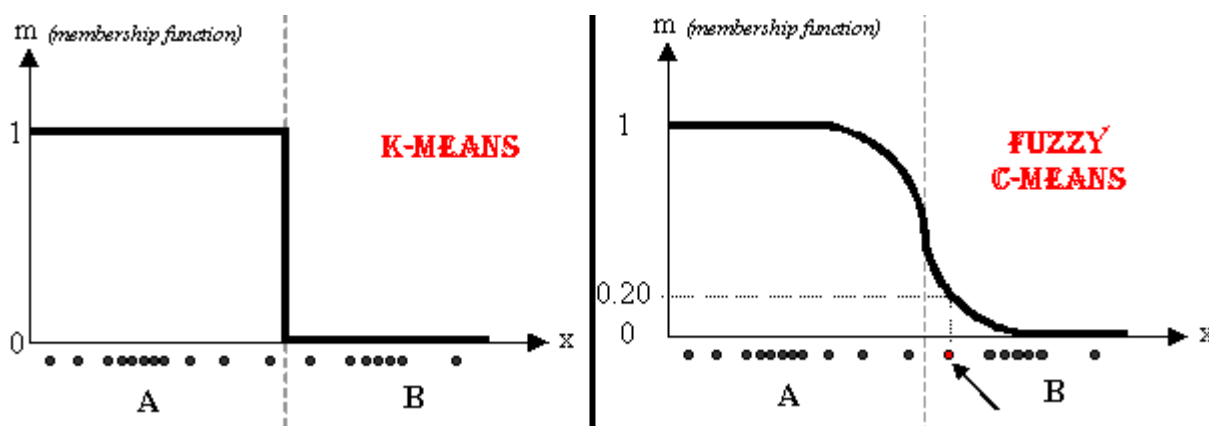 m (membership function)
1
K-MEANS
0
x
A
B
m (membership function)
1
FUZZY
C-MEANS
0.20
0
x
A
B